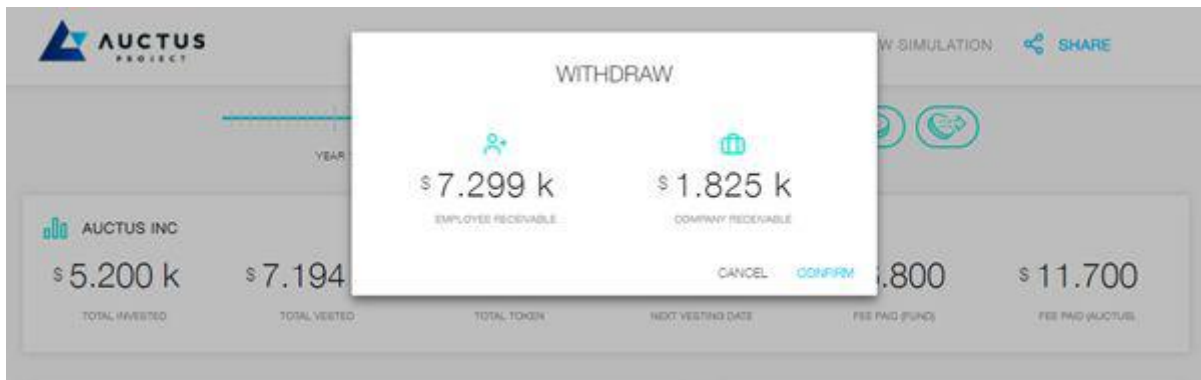 AUCTUS
PROJECT
W SIMULATION
SHARE
WITHDRAW
YEAR
$ 7.299 k
$ 1.825 k
EMPLOYEE RECEIVABLE
COMPANY RECEIVABLE
AUCTUS INC
CANCEL
CONFIRM
$ 5.200 k
$ 7.194
.800
$ 11.700
TOTAL INVESTED
TOTAL VESTED
TOTAL TOKEN
NEXT VESTING DATE
FEE PAID (FUND)
FEE PAID (AUCTUS)